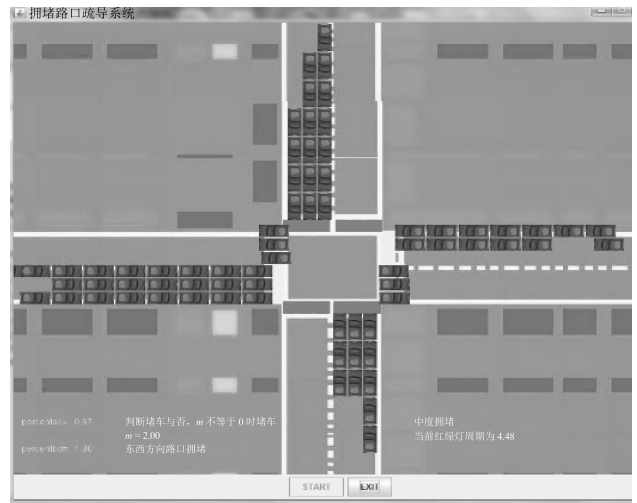 拥堵路口疏导系统
percentac= 0.67
判断堵车与否,m 不等于 0 时堵车
m = 2.00
percentbd= 1.00
东西方向路口拥堵
中度拥堵
当前红绿灯周期为 4.48
START
EXIT